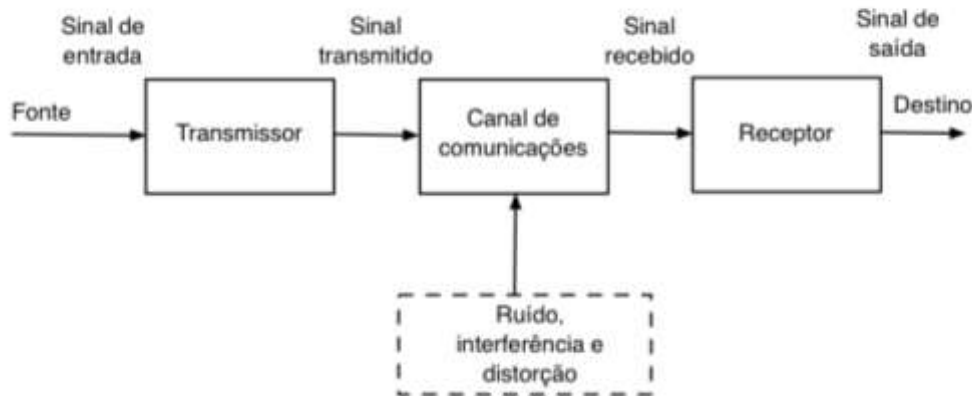 Sinal de
entrada
Sinal
transmitido
Sinal
recebido
Sinal de
saída
Fonte
Transmissor
Canal de
comunicações
Receptor
Destino
Ruído,
interferência e
distorção